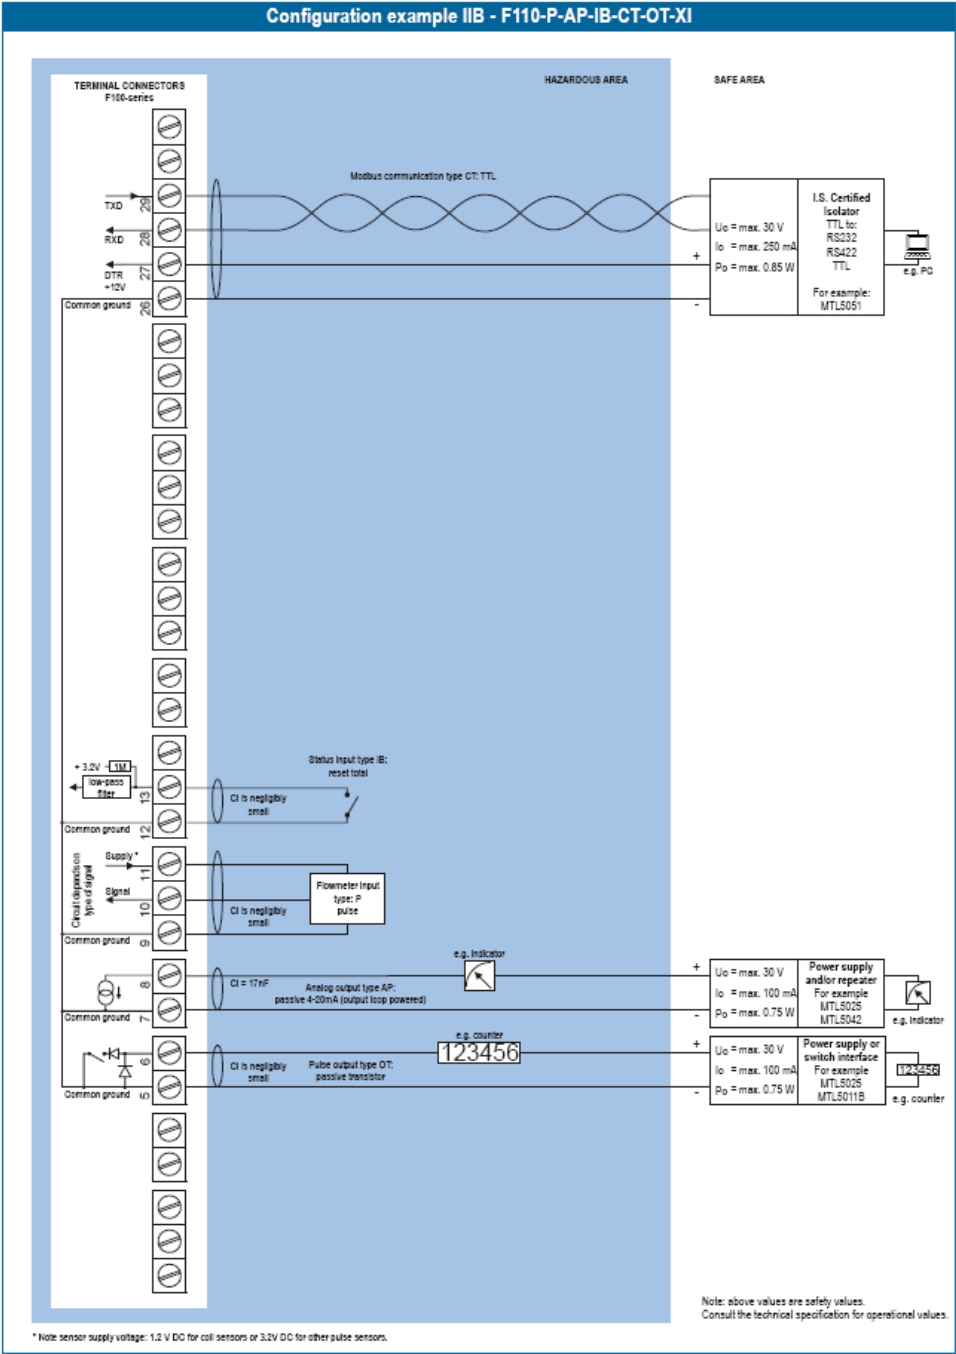 Configuration example IIB - F110-P-AP-IB-CT-OT-XI
TERMINAL CONNECTORS
F100-series
HAZARDOUS AREA
SAFE AREA
Modbus communication type CT: TTL
TXD
29
RXD
28
DTR
+12V
27
Common ground
26
+
-
Uo = max. 30 V
Io = max. 250 mA
Po = max. 0.85 W
I.S. Certified
Isolator
TTL to:
RS232
RS422
TTL
For example:
MTL5051
e.g. PC
+ 3.2V
1M
low-pass
filter
13
Common ground
12
Status input type IB:
reset total
Ci is negligibly
small
Circuit depends on
type of signal
Supply *
11
Signal
10
Common ground
9
Ci is negligibly
small
Flowmeter input
type: P
pulse
8
Common ground
7
Ci = 17nF
Analog output type AP:
passive 4-20mA (output loop powered)
e.g. indicator
+
-
Uo = max. 30 V
Io = max. 100 mA
Po = max. 0.75 W
Power supply
and/or repeater
For example
MTL5025
MTL5042
e.g. indicator
6
Common ground
5
Ci is negligibly
small
Pulse output type OT:
passive transistor
e.g. counter
123456
+
-
Uo = max. 30 V
Io = max. 100 mA
Po = max. 0.75 W
Power supply or
switch interface
For example
MTL5025
MTL5011B
123456
e.g. counter
Note: above values are safety values.
Consult the technical specification for operational values.
* Note sensor supply voltage: 1.2 V DC for coil sensors or 3.2V DC for other pulse sensors.